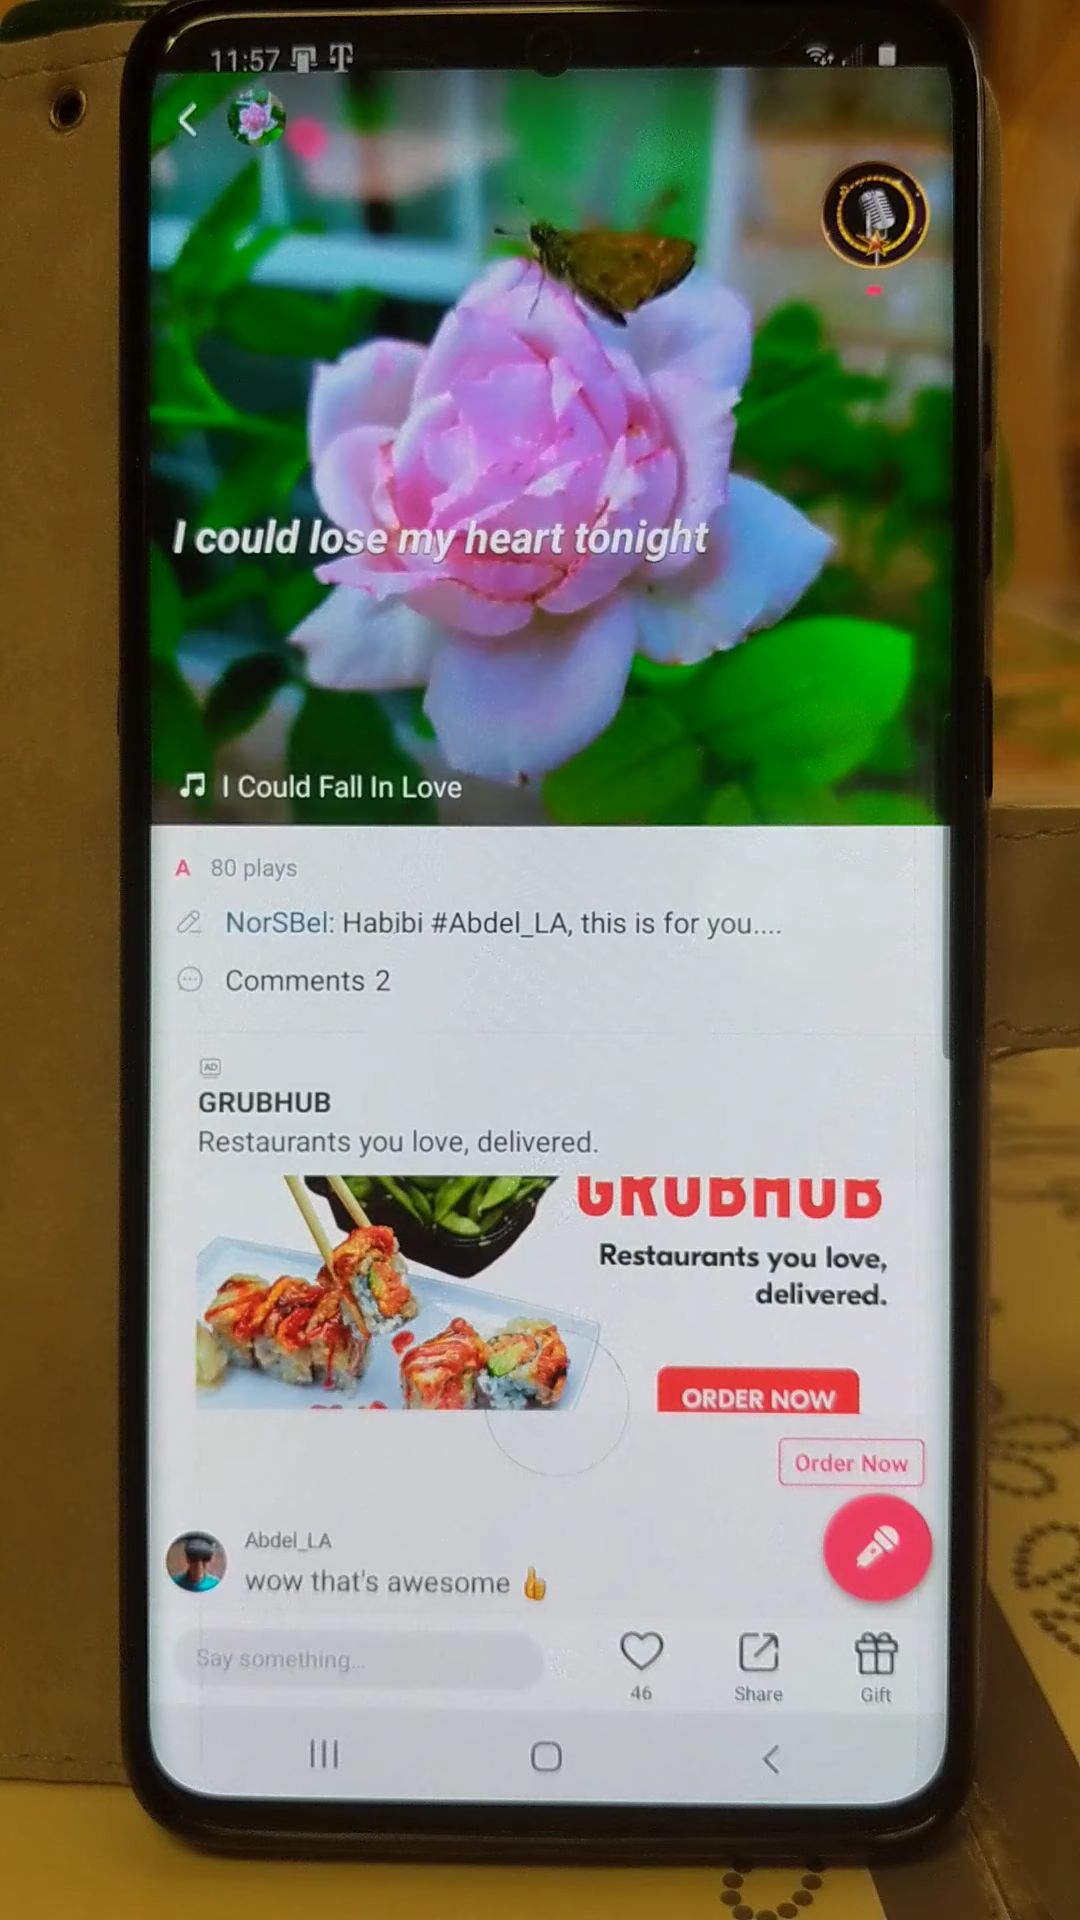 11:57
I could lose my heart tonight
I Could Fall In Love
A 80 plays
NorSBel: Habibi #Abdel_LA, this is for you....
Comments 2
AD
GRUBHUB
Restaurants you love, delivered.
GRUBHUB
Restaurants you love,
delivered.
ORDER NOW
Order Now
Abdel_LA
wow that's awesome 👍
Say something...
46
Share
Gift